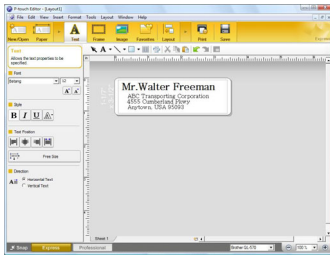 P-touch Editor - [Layout1]
File Edit View Insert Format Tools Layout Window Help
New/Open Paper Text Frame Image Favorites Layout Print Save
Text
Allows the text properties to be specified.
Font
Style
B I U A
Text Position
Free Size
Direction
Horizontal Text
Vertical Text
Mr.Walter Freeman
ABC Transporting Corporation
4555 Cumberland Pkwy
Anytown, USA 95093
Sheet 1
Snap Express Professional
Brother QL-570
100 %